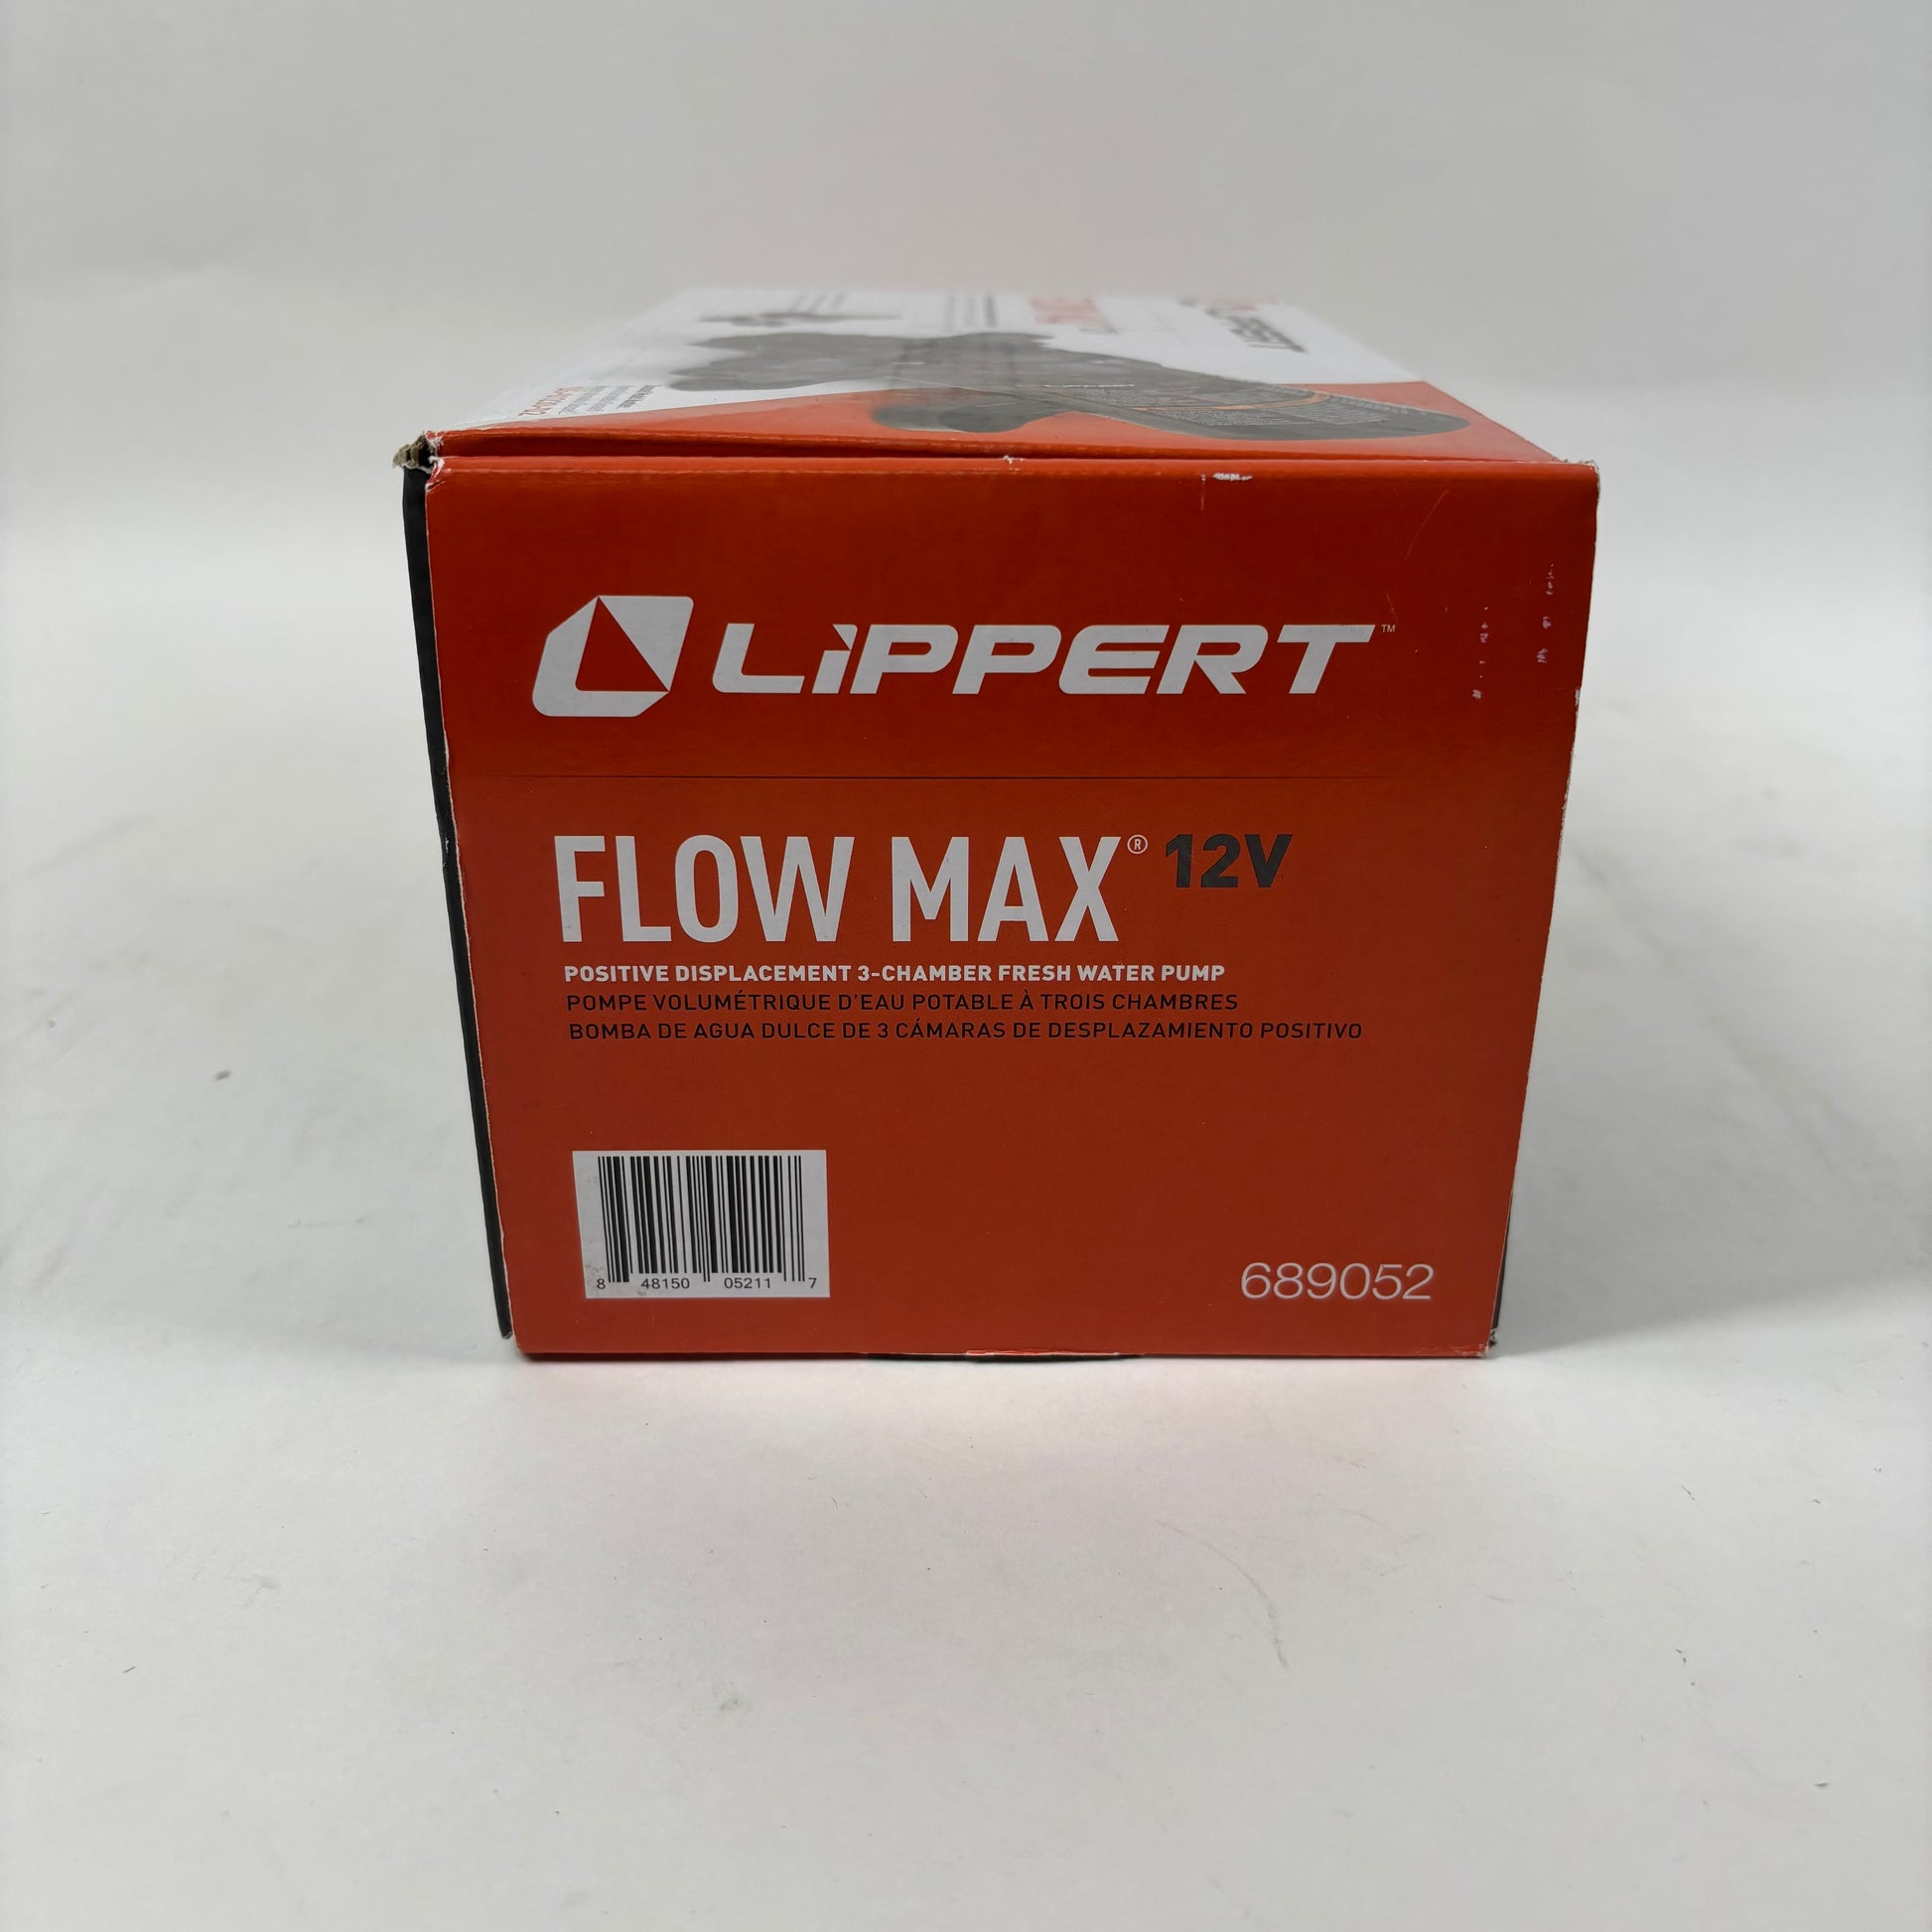 LIPPERT™
FLOW MAX® 12V
POSITIVE DISPLACEMENT 3-CHAMBER FRESH WATER PUMP
POMPE VOLUMÉTRIQUE D'EAU POTABLE À TROIS CHAMBRES
BOMBA DE AGUA DULCE DE 3 CÁMARAS DE DESPLAZAMIENTO POSITIVO
8 48150 05211 7
689052